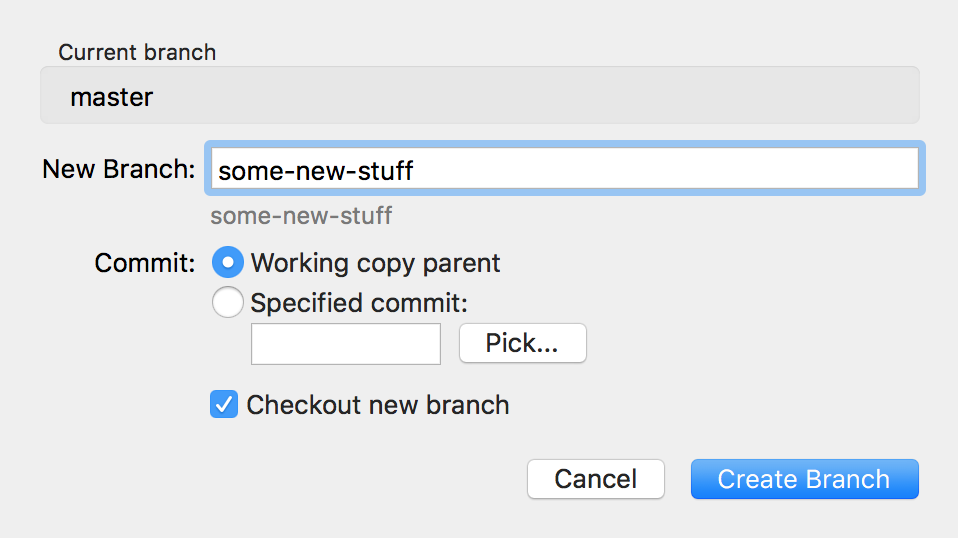 Current branch
master
New Branch: some-new-stuff
some-new-stuff
Commit: Working copy parent
Specified commit:
Pick...
Checkout new branch
Cancel Create Branch